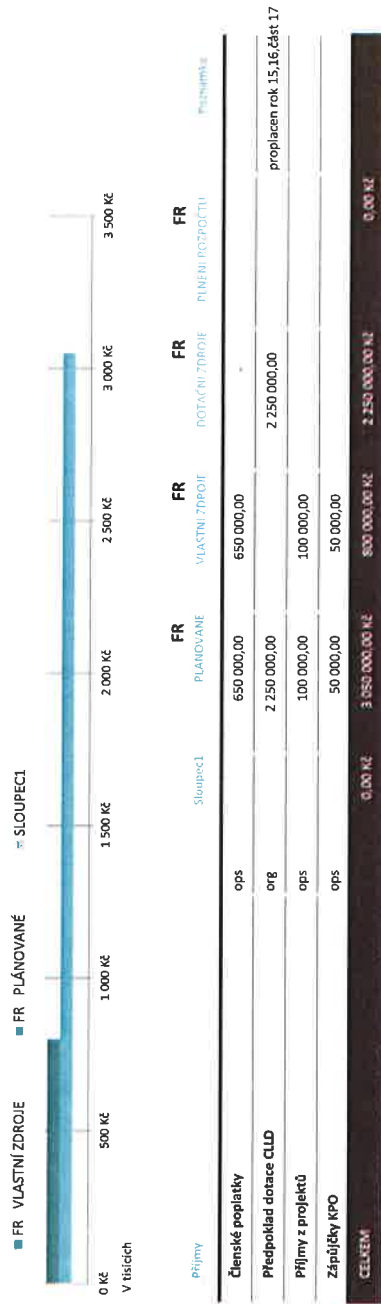 ■ FR VLASTNÍ ZDROJE ■ FR PLÁNOVANÉ SLOUPEC1
0 Kč 500 Kč 1 000 Kč 1 500 Kč 2 000 Kč 2 500 Kč 3 000 Kč 3 500 Kč
V tisících
FR FR FR FR
Příjmy Sloupec1 PLÁNOVANÉ VLASTNÍ ZDROJE DOTAČNÍ ZDROJE PLNĚNÍ ROZPOČTU Poznámka
Členské poplatky ops 650 000,00 650 000,00 -
Předpoklad dotace CLLD org 2 250 000,00 2 250 000,00 proplacen rok 15,16,část 17
Příjmy z projektů ops 100 000,00 100 000,00
Zápůjčky KPO ops 50 000,00 50 000,00
CELKEM 0,00 Kč 3 050 000,00 Kč 800 000,00 Kč 2 250 000,00 Kč 0,00 Kč